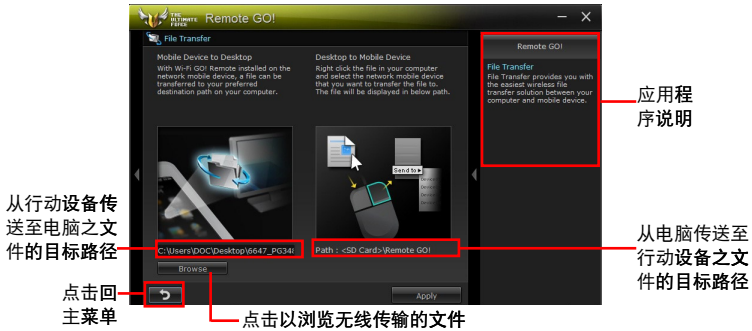 THE
ULTIMATE
FORCE
Remote GO!
File Transfer
Mobile Device to Desktop
With Wi-Fi GO! Remote installed on the
network mobile device, a file can be
transferred to your preferred
destination path on your computer.
Desktop to Mobile Device
Right click the file in your computer
and select the network mobile device
that you want to transfer the file to.
The file will be displayed in below path.
Send to
C:\Users\DOC\Desktop\6647_PG34!
Path : <SD Card>\Remote GO!
Browse
Apply
Remote GO!
File Transfer
File Transfer provides you with
the easiest wireless file
transfer solution between your
computer and mobile device.
应用程
序说明
从行动设备传
送至电脑之文
件的目标路径
从电脑传送至
行动设备之文
件的目标路径
点击回
主菜单
点击以浏览无线传输的文件